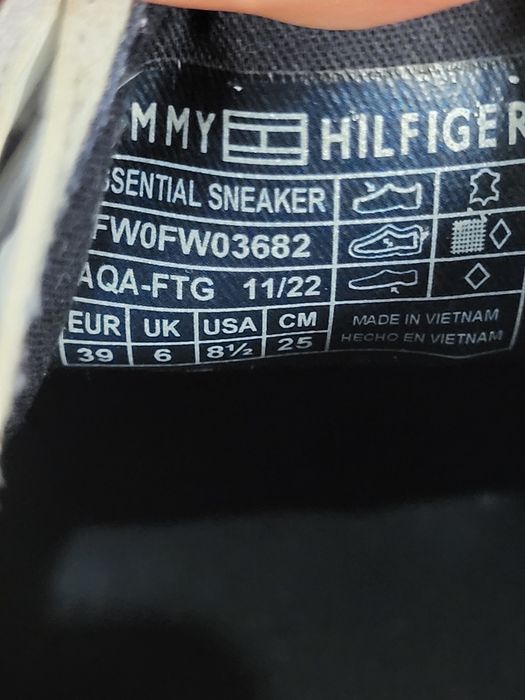 MMY HILFIGER
SSENTIAL SNEAKER
FW0FW03682
AQA-FTG 11/22
EUR UK USA CM
39 6 8½ 25
MADE IN VIETNAM
HECHO EN VIETNAM